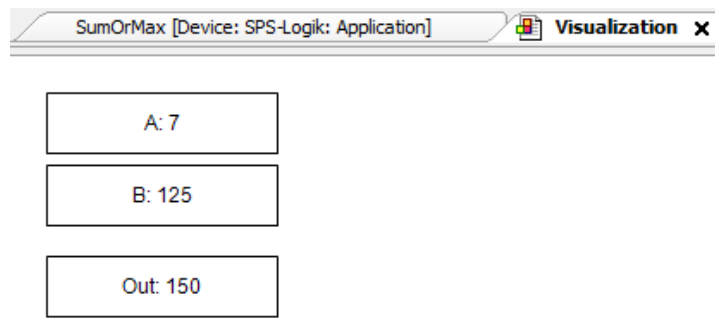 SumOrMax [Device: SPS-Logik: Application] Visualization
A: 7
B: 125
Out: 150